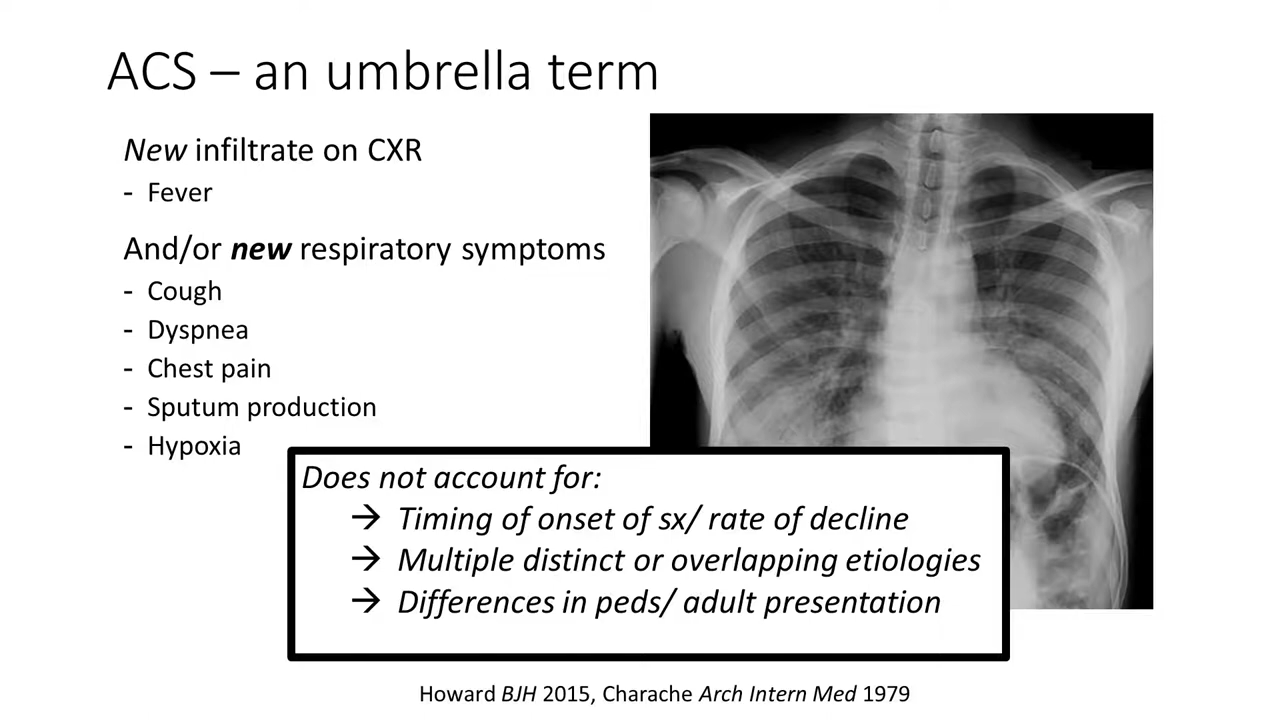 ACS – an umbrella term
New infiltrate on CXR
- Fever
And/or new respiratory symptoms
- Cough
- Dyspnea
- Chest pain
- Sputum production
- Hypoxia
Does not account for:
→ Timing of onset of sx/ rate of decline
→ Multiple distinct or overlapping etiologies
→ Differences in peds/ adult presentation
Howard BJH 2015, Charache Arch Intern Med 1979